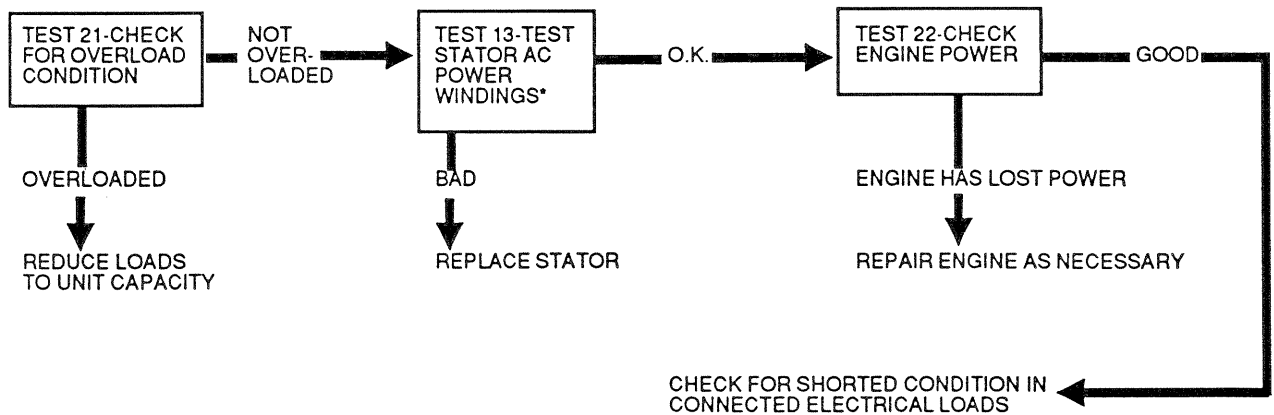 TEST 21-CHECK
FOR OVERLOAD
CONDITION
NOT
OVER-
LOADED
TEST 13-TEST
STATOR AC
POWER
WINDINGS*
O.K.
TEST 22-CHECK
ENGINE POWER
GOOD
OVERLOADED
BAD
ENGINE HAS LOST POWER
REDUCE LOADS
TO UNIT CAPACITY
REPLACE STATOR
REPAIR ENGINE AS NECESSARY
CHECK FOR SHORTED CONDITION IN
CONNECTED ELECTRICAL LOADS